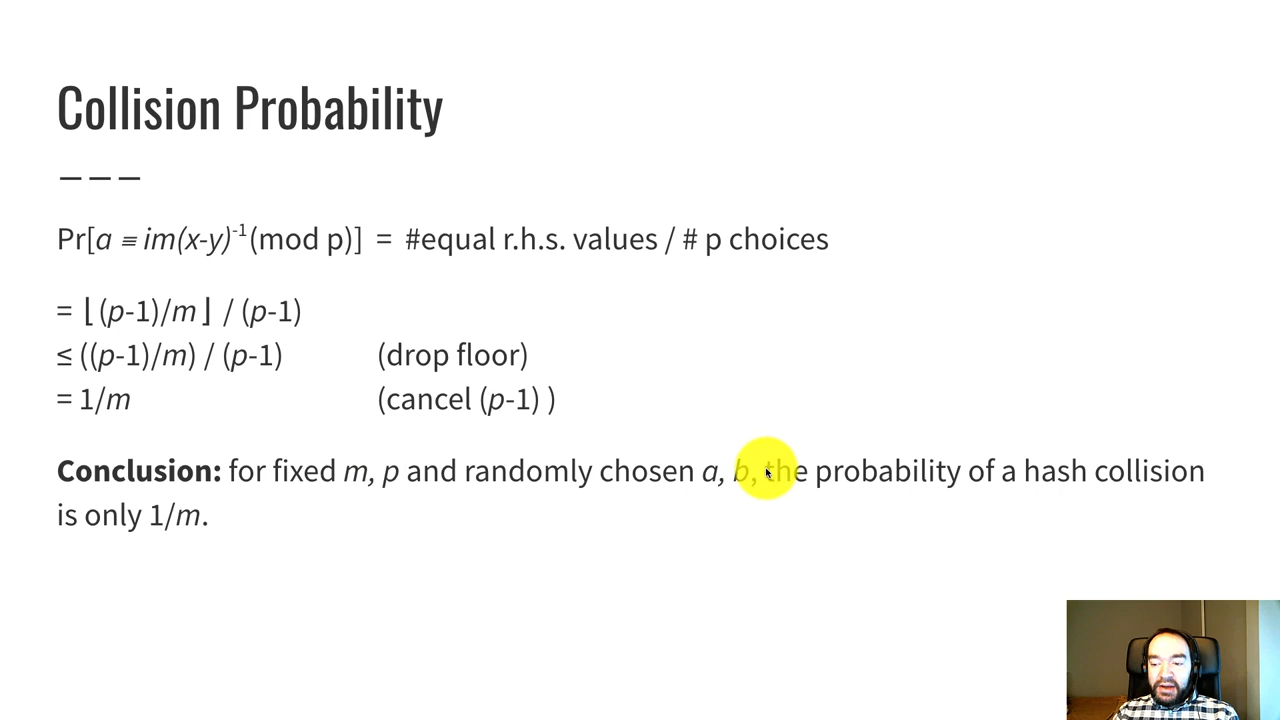 Collision Probability
———
Pr[a ≡ im(x-y)⁻¹(mod p)] = #equal r.h.s. values / # p choices
= ⌊(p-1)/m⌋ / (p-1)
≤ ((p-1)/m) / (p-1) (drop floor)
= 1/m (cancel (p-1) )
Conclusion: for fixed m, p and randomly chosen a, b, the probability of a hash collision
is only 1/m.